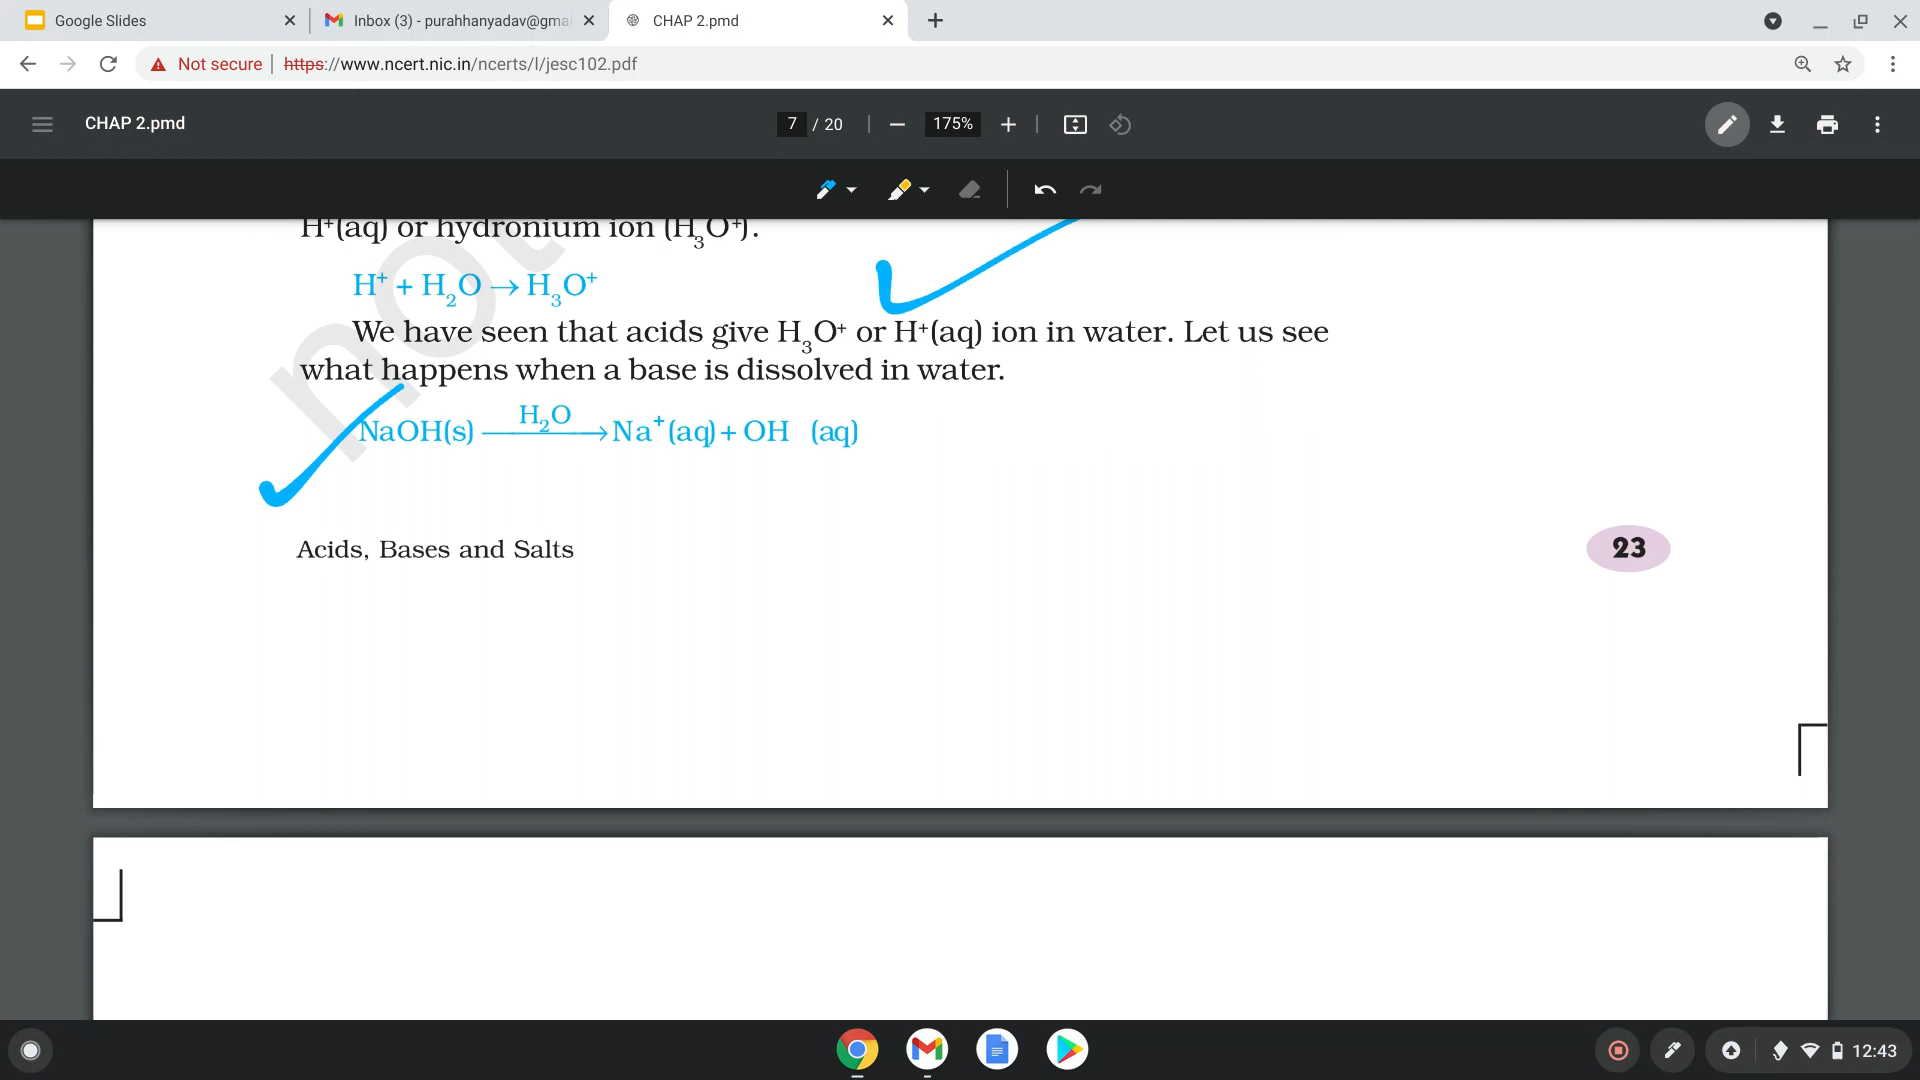 Google Slides
Inbox (3) - purahhanyadav@gma
CHAP 2.pmd
Not secure
https://www.ncert.nic.in/ncerts/l/jesc102.pdf
CHAP 2.pmd
7 / 20
175%
H⁺(aq) or hydronium ion (H₃O⁺).
H⁺ + H₂O → H₃O⁺
We have seen that acids give H₃O⁺ or H⁺(aq) ion in water. Let us see
what happens when a base is dissolved in water.
H₂O
NaOH(s) ⟶ Na⁺(aq) + OH (aq)
Acids, Bases and Salts
23
not
12:43